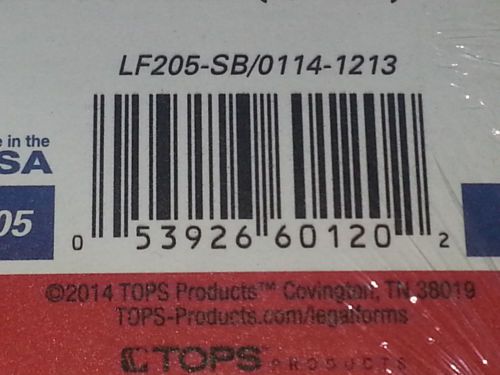 LF205-SB/0114-1213
in the
SA
05
0 53926 60120 2
©2014 TOPS Products™ Covington, TN 38019
TOPS-Products.com/legalforms
TOPS PRODUCTS